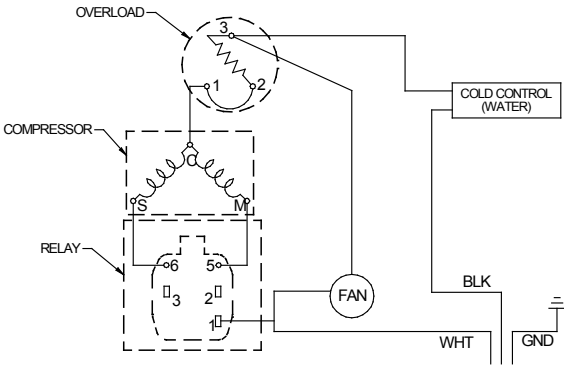 OVERLOAD
3
1
2
COLD CONTROL
(WATER)
COMPRESSOR
C
S
M
RELAY
6
5
3
2
1
FAN
BLK
WHT
GND